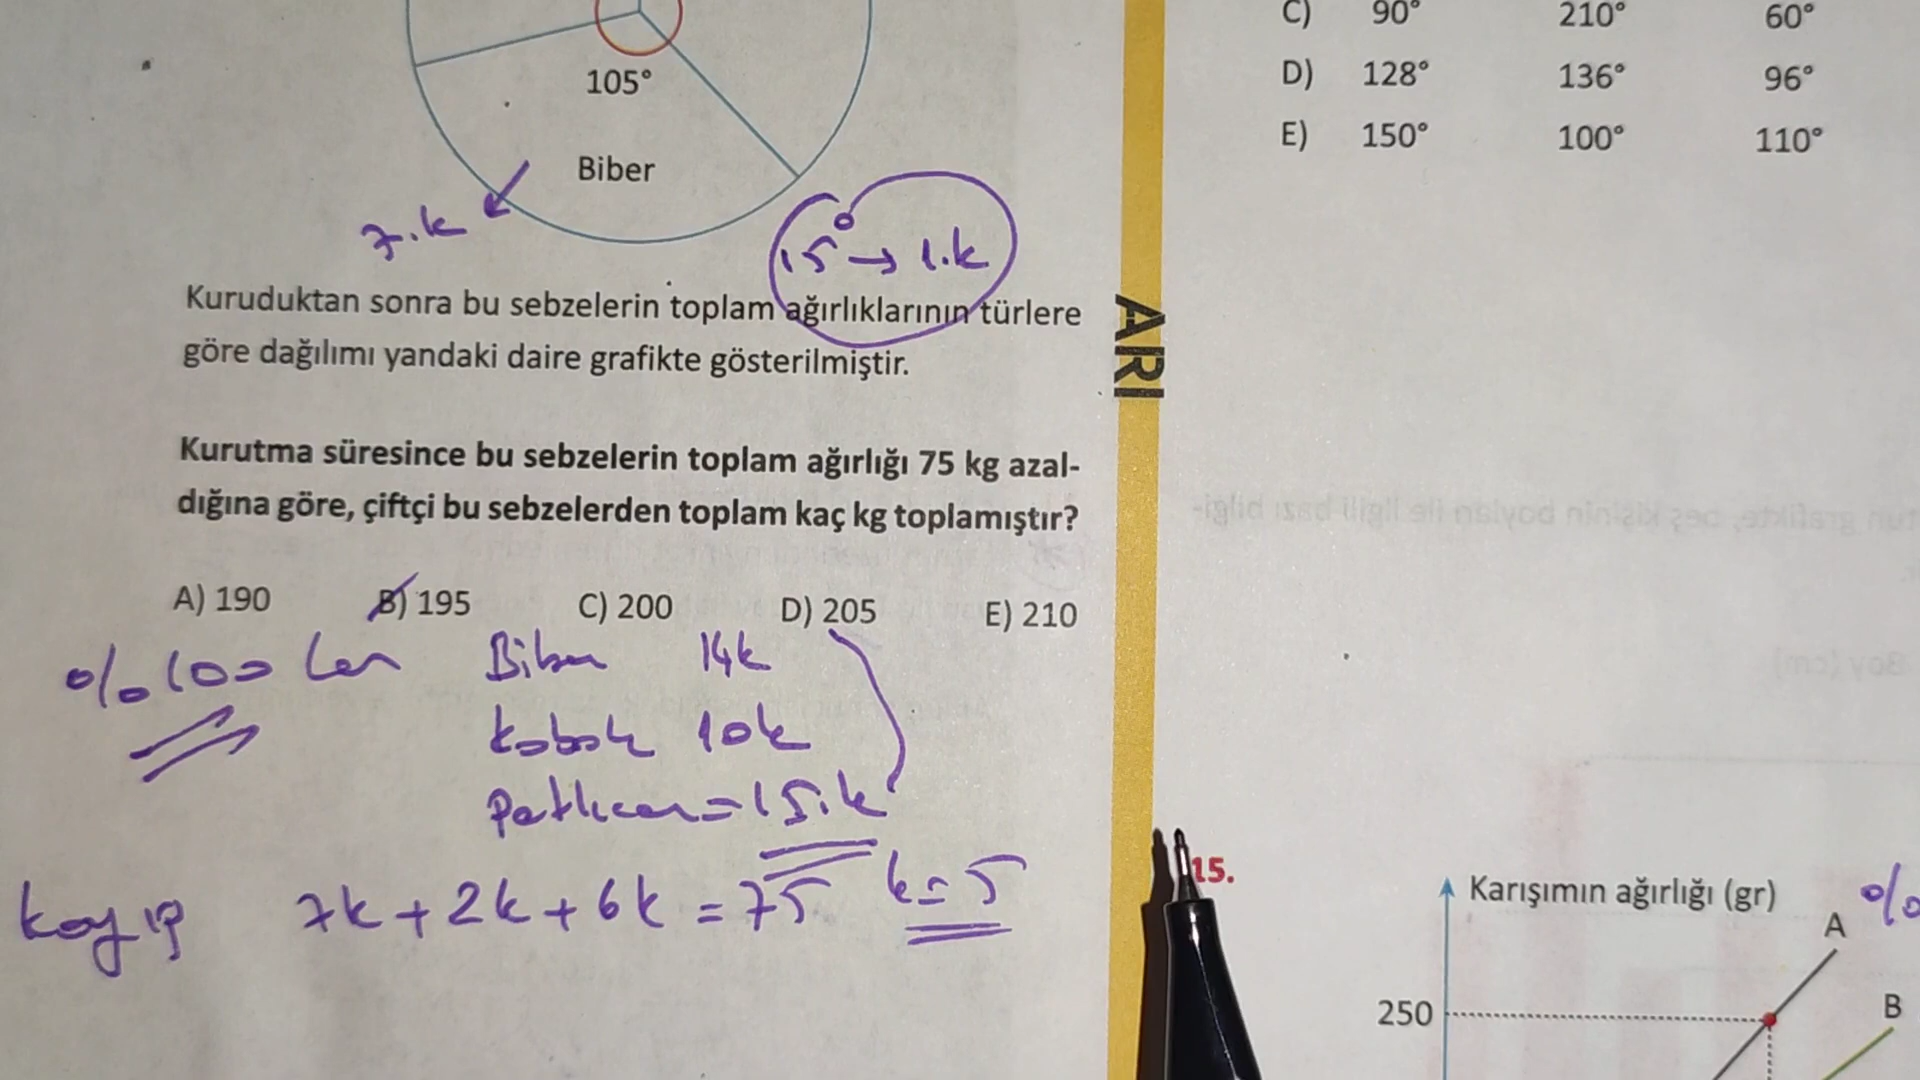 105°
Biber
7.k
15° → 1.k
Kuruduktan sonra bu sebzelerin toplam ağırlıklarının türlere
göre dağılımı yandaki daire grafikte gösterilmiştir.
Kurutma süresince bu sebzelerin toplam ağırlığı 75 kg azal-
dığına göre, çiftçi bu sebzelerden toplam kaç kg toplamıştır?
A) 190 B) 195 C) 200 D) 205 E) 210
%100 ler
Biber 14k
kabak 10k
Patlıcan = 15.k
kayıp 7k + 2k + 6k = 75 k = 5
ARI
C) 90° 210° 60°
D) 128° 136° 96°
E) 150° 100° 110°
15.
Karışımın ağırlığı (gr)
%
A
B
250